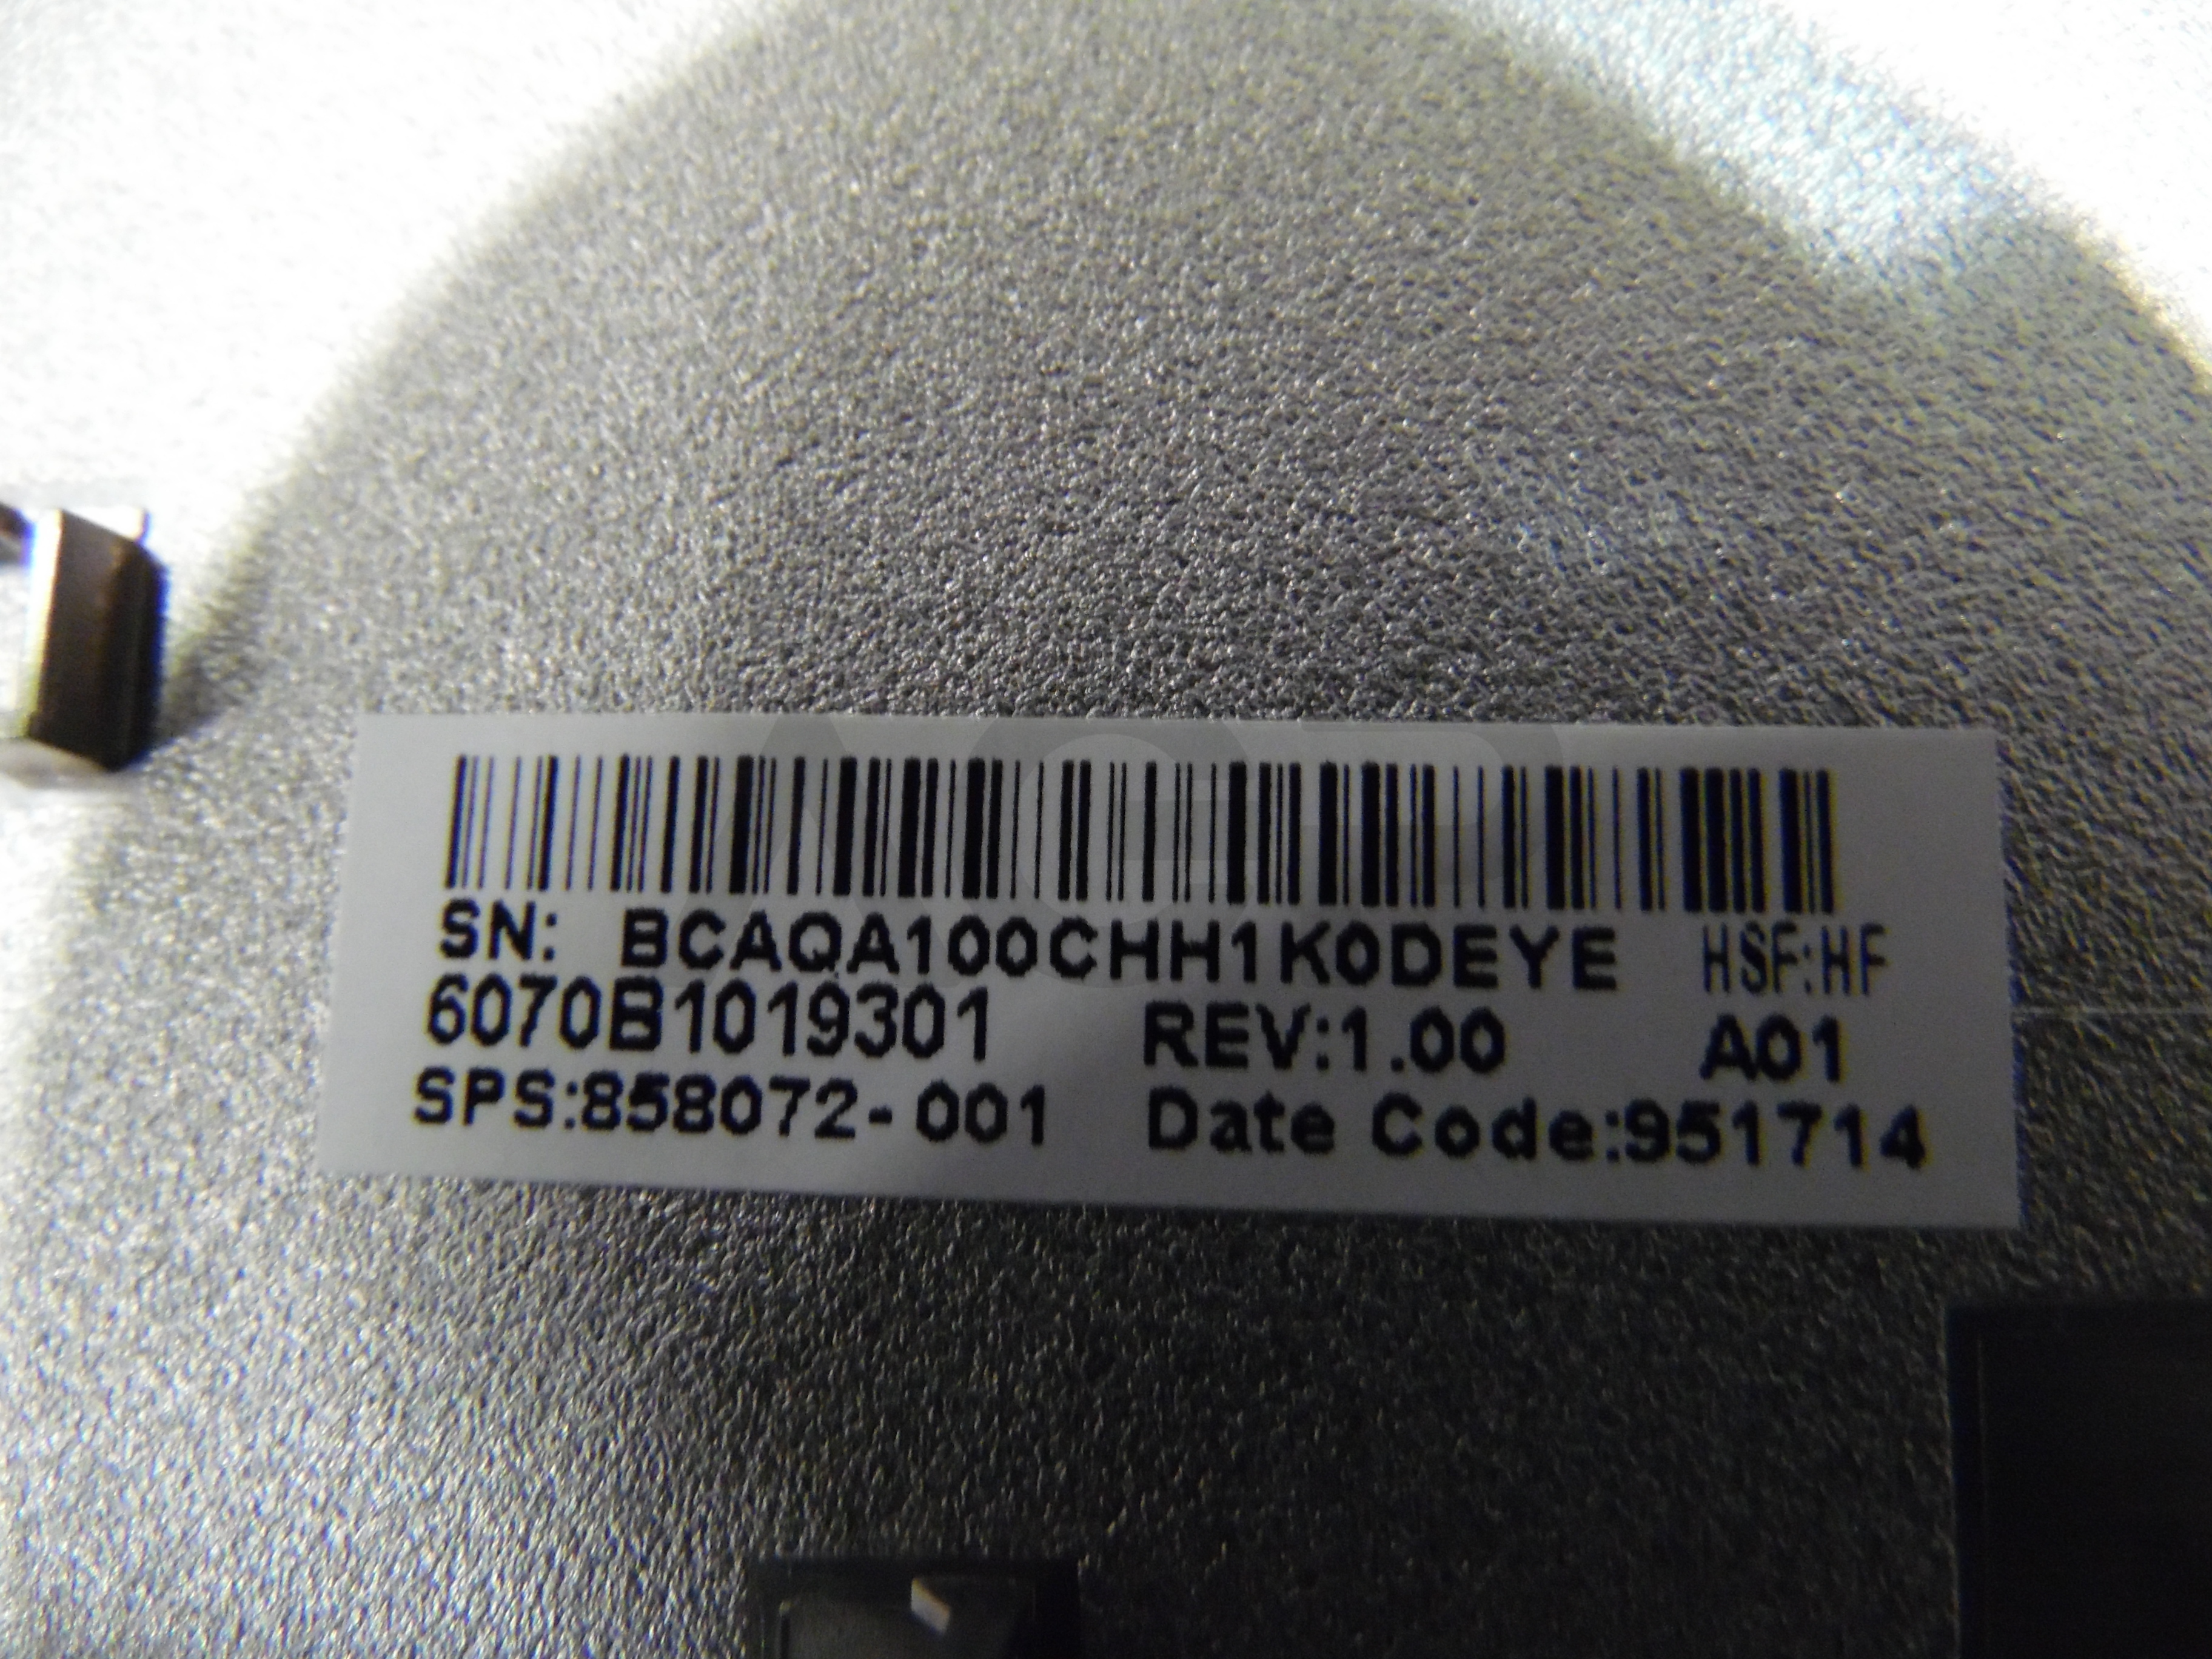 SN: BCAQA100CHH1K0DEYE HSF:HF
6070B1019301 REV:1.00 A01
SPS:858072-001 Date Code:951714